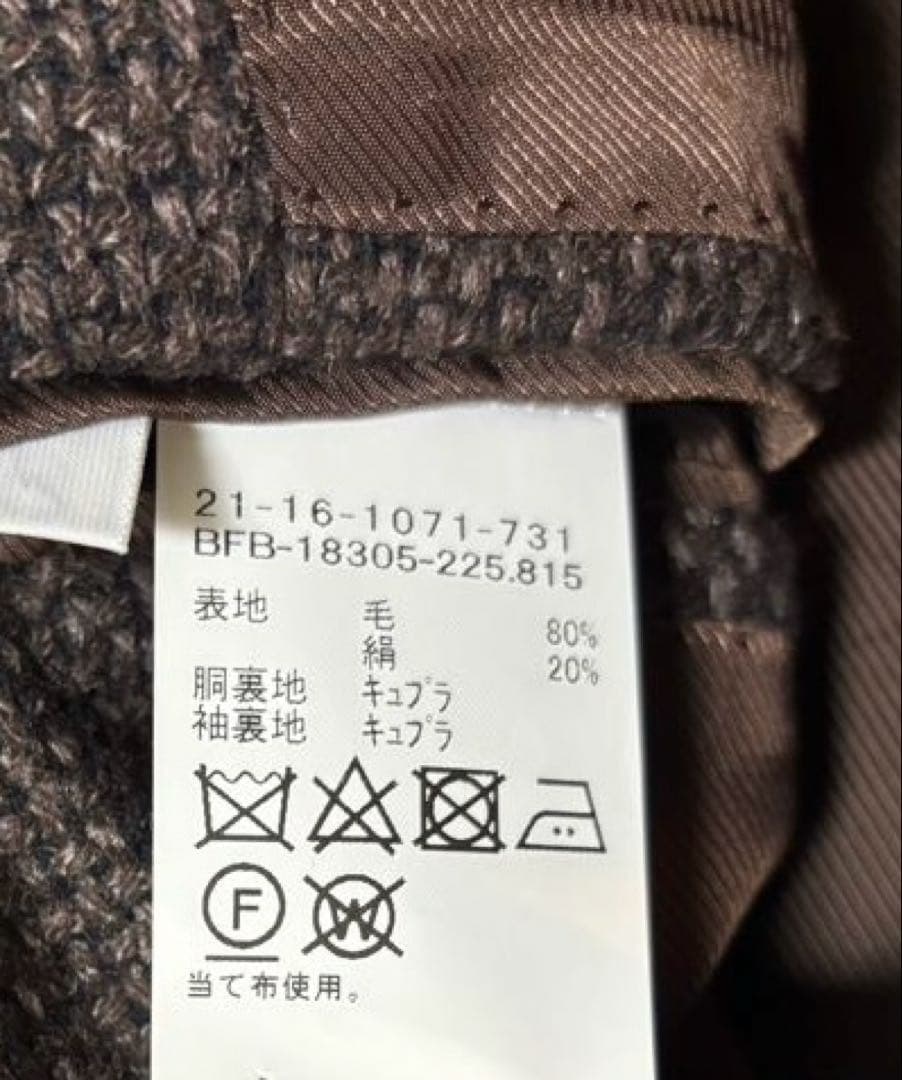 21-16-1071-731
BFB-18305-225.815
表地 毛 80%
絹 20%
胴裏地 ｷｭﾌﾟﾗ
袖裏地 ｷｭﾌﾟﾗ
F W
当て布使用。